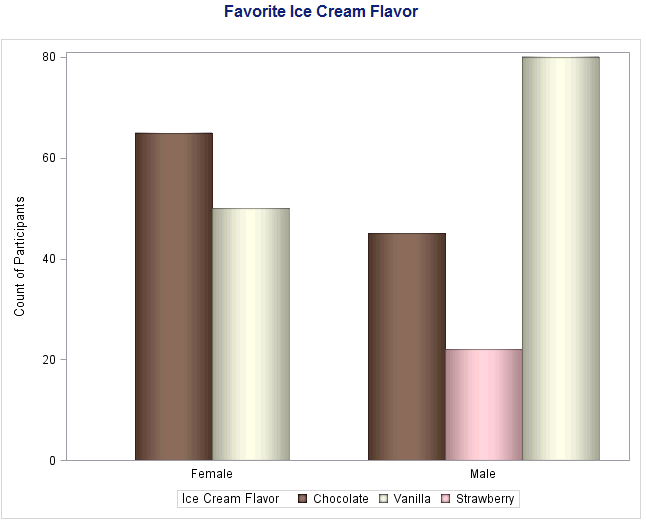 Favorite Ice Cream Flavor
80
60
40
20
0
Count of Participants
Female Male
Ice Cream Flavor Chocolate Vanilla Strawberry